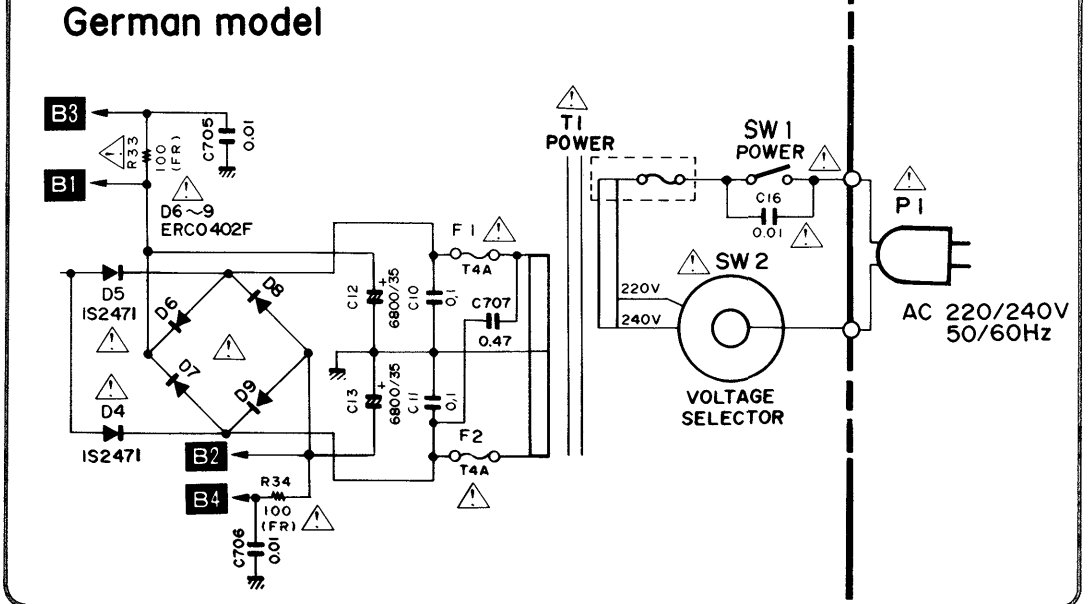 German model
B3
R33
100
(FR)
C705
0.01
B1
D6~9
ERC0402F
T1
POWER
SW1
POWER
C16
0.01
P1
AC 220/240V
50/60Hz
SW2
220V
240V
VOLTAGE
SELECTOR
F1
T4A
C707
0.47
C12
+
6800/35
C10
0.1
C13
+
6800/35
C11
0.1
F2
T4A
D5
1S2471
D6
D8
D7
D9
D4
1S2471
B2
B4
R34
100
(FR)
C706
0.01